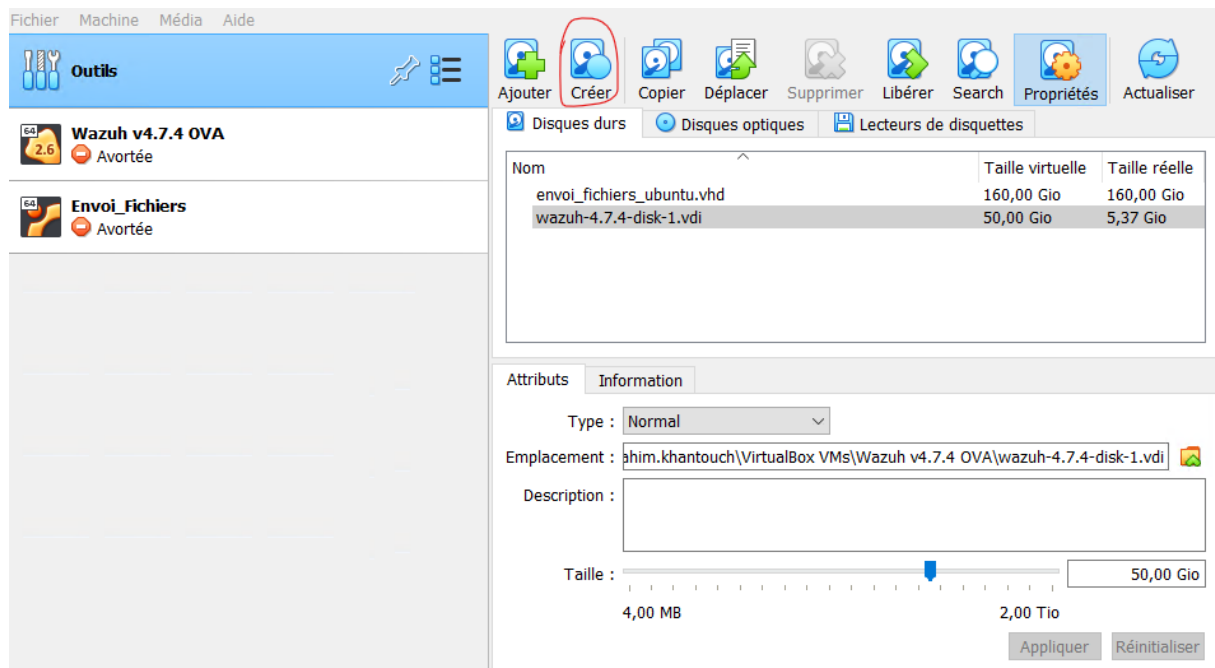 Fichier Machine Média Aide
Outils
64 2.6 Wazuh v4.7.4 OVA
Avortée
64 Envoi_Fichiers
Avortée
Ajouter Créer Copier Déplacer Supprimer Libérer Search Propriétés Actualiser
Disques durs Disques optiques Lecteurs de disquettes
Nom Taille virtuelle Taille réelle
envoi_fichiers_ubuntu.vhd 160,00 Gio 160,00 Gio
wazuh-4.7.4-disk-1.vdi 50,00 Gio 5,37 Gio
Attributs Information
Type : Normal
Emplacement : ahim.khantouch\VirtualBox VMs\Wazuh v4.7.4 OVA\wazuh-4.7.4-disk-1.vdi
Description :
Taille : 50,00 Gio
4,00 MB 2,00 Tio
Appliquer Réinitialiser